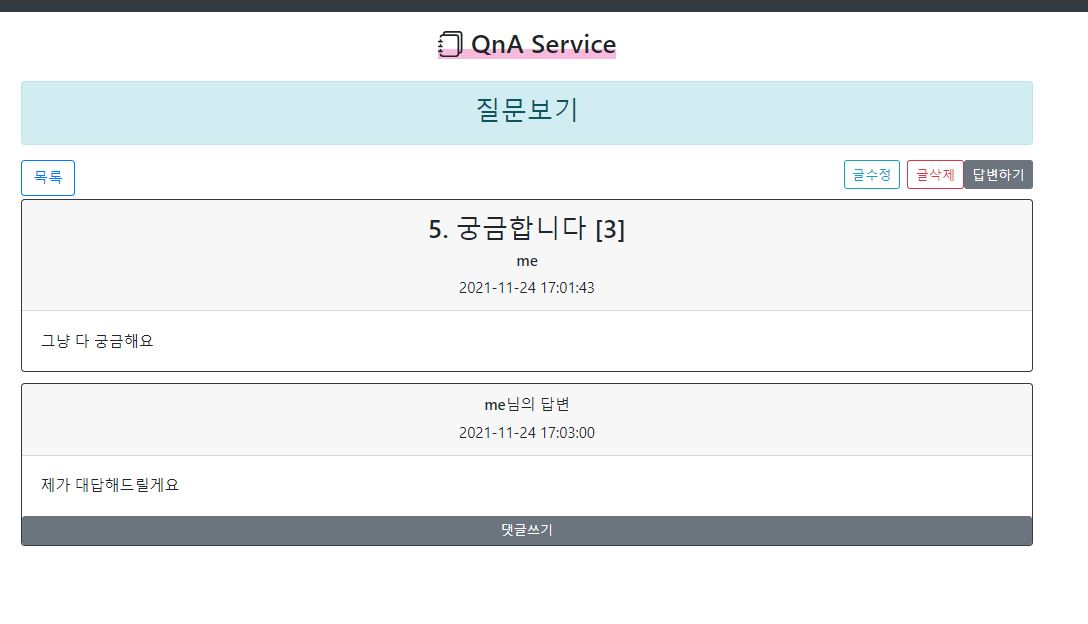 QnA Service
질문보기
목록
글수정 글삭제 답변하기
5. 궁금합니다 [3]
me
2021-11-24 17:01:43
그냥 다 궁금해요
me님의 답변
2021-11-24 17:03:00
제가 대답해드릴게요
댓글쓰기